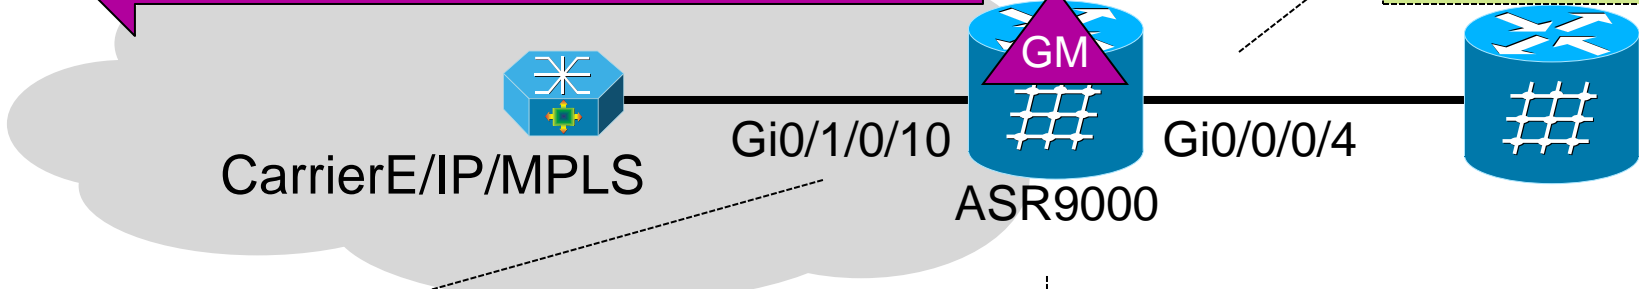 GM
Gi0/1/0/10
Gi0/0/0/4
CarrierE/IP/MPLS
ASR9000